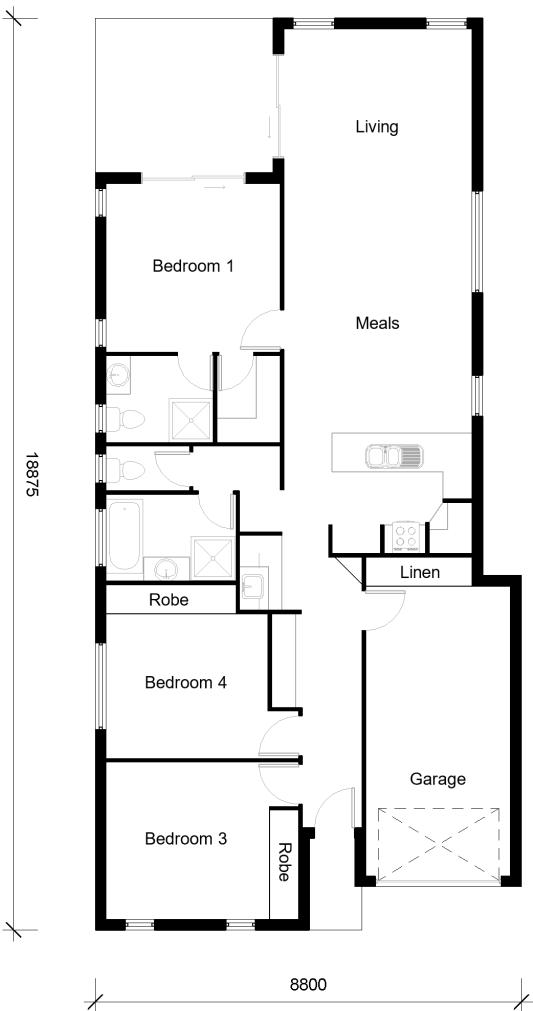 Living
Bedroom 1
Meals
18875
Linen
Robe
Bedroom 4
Garage
Bedroom 3
Robe
8800